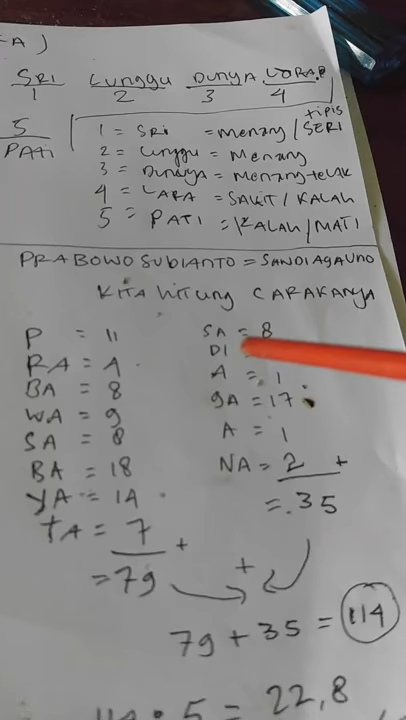 -A)
SRI Lunggu Dunya LORAP
1 2 3 4
5
PATI
tipis
1 = SRi = menang / SERI
2 = Lunggu = menang
3 = Dunya = menang telak
4 = LARA = SAKIT / KALAH
5 = PATI = KALAH / MATI
PRABOWO SUBIANTO = SANDIAGA UNO
KITA hitung CARAKANYA
P = 11
RA = 4
BA = 8
WA = 9
SA = 8
BA = 18
YA = 14
TA = 7 +
= 79
SA = 8
DI
A = 1
gA = 17
A = 1
NA = 2 +
= 35
+
79 + 35 = 114
114 : 5 = 22,8